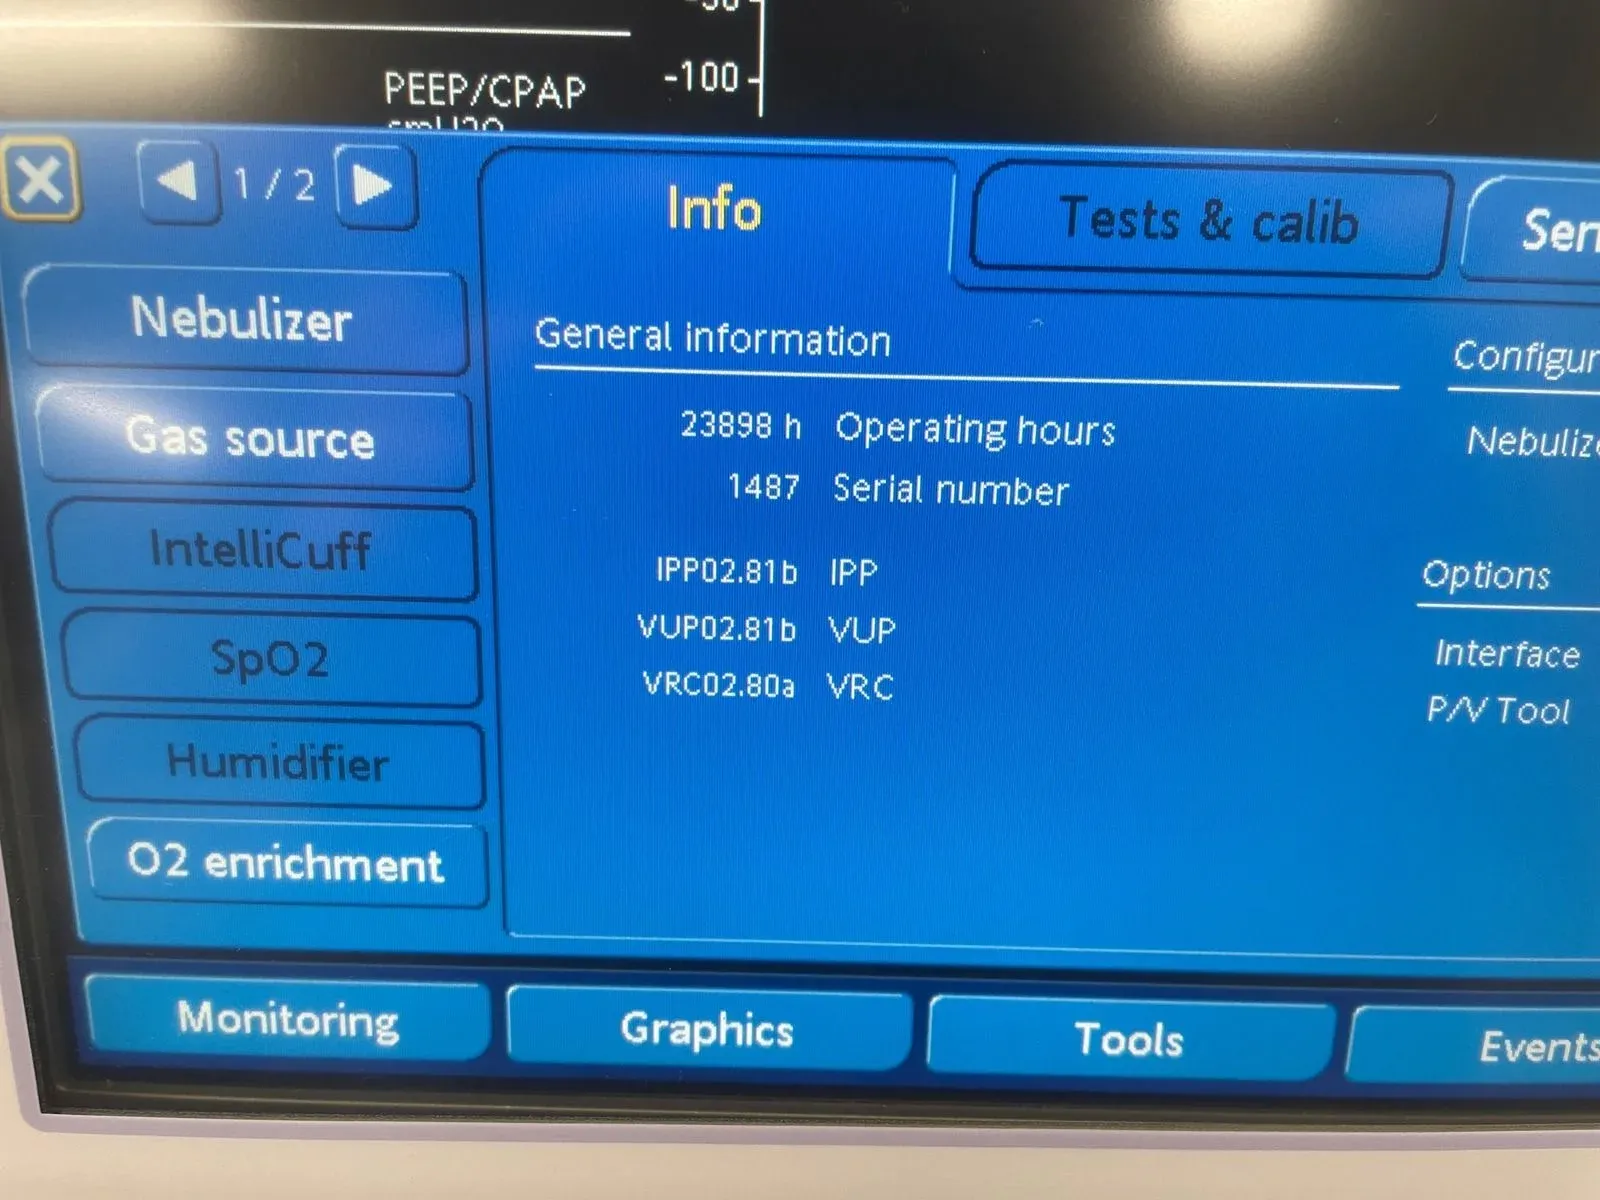 -100
PEEP/CPAP
1 / 2
Info
Tests & calib
Nebulizer
Gas source
IntelliCuff
SpO2
Humidifier
O2 enrichment
General information
23898 h Operating hours
1487 Serial number
IPP02.81b IPP
VUP02.81b VUP
VRC02.80a VRC
Options
Interface
P/V Tool
Monitoring
Graphics
Tools
Events